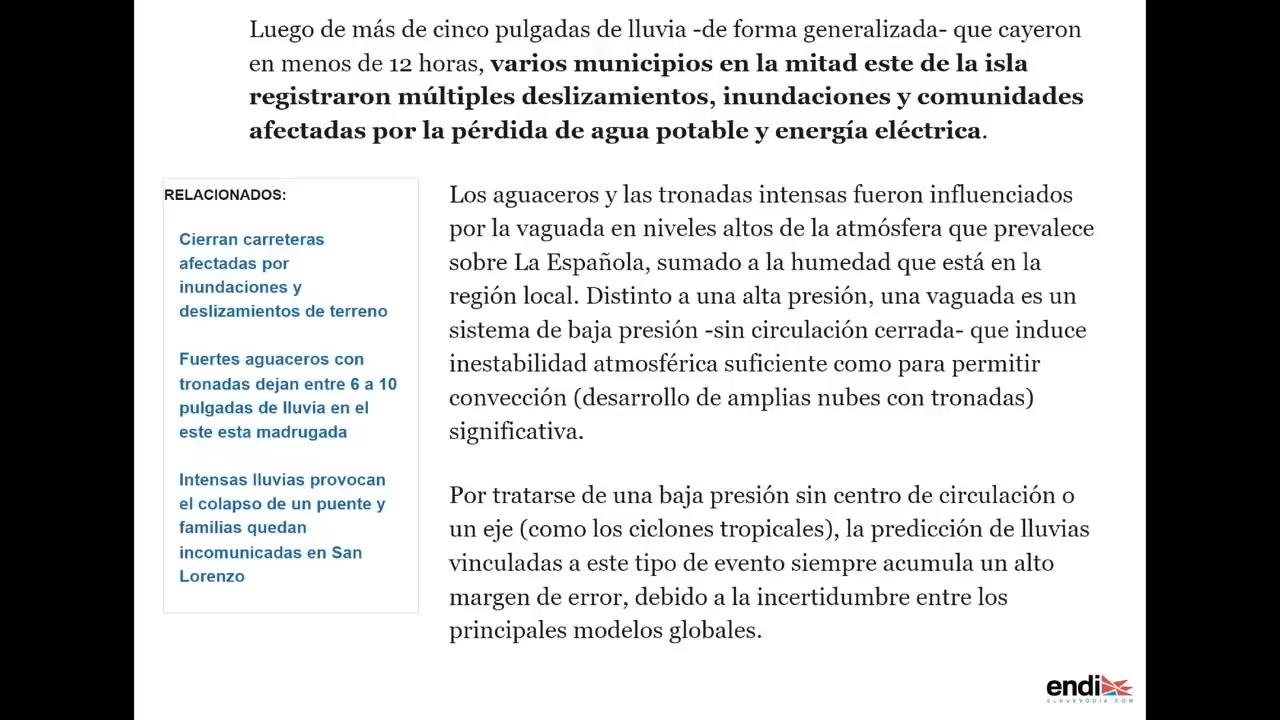 Luego de más de cinco pulgadas de lluvia -de forma generalizada- que cayeron
en menos de 12 horas, varios municipios en la mitad este de la isla
registraron múltiples deslizamientos, inundaciones y comunidades
afectadas por la pérdida de agua potable y energía eléctrica.
RELACIONADOS:
Cierran carreteras
afectadas por
inundaciones y
deslizamientos de terreno
Fuertes aguaceros con
tronadas dejan entre 6 a 10
pulgadas de lluvia en el
este esta madrugada
Intensas lluvias provocan
el colapso de un puente y
familias quedan
incomunicadas en San
Lorenzo
Los aguaceros y las tronadas intensas fueron influenciados
por la vaguada en niveles altos de la atmósfera que prevalece
sobre La Española, sumado a la humedad que está en la
región local. Distinto a una alta presión, una vaguada es un
sistema de baja presión -sin circulación cerrada- que induce
inestabilidad atmosférica suficiente como para permitir
convección (desarrollo de amplias nubes con tronadas)
significativa.
Por tratarse de una baja presión sin centro de circulación o
un eje (como los ciclones tropicales), la predicción de lluvias
vinculadas a este tipo de evento siempre acumula un alto
margen de error, debido a la incertidumbre entre los
principales modelos globales.
endi
ELNUEVODIA.COM